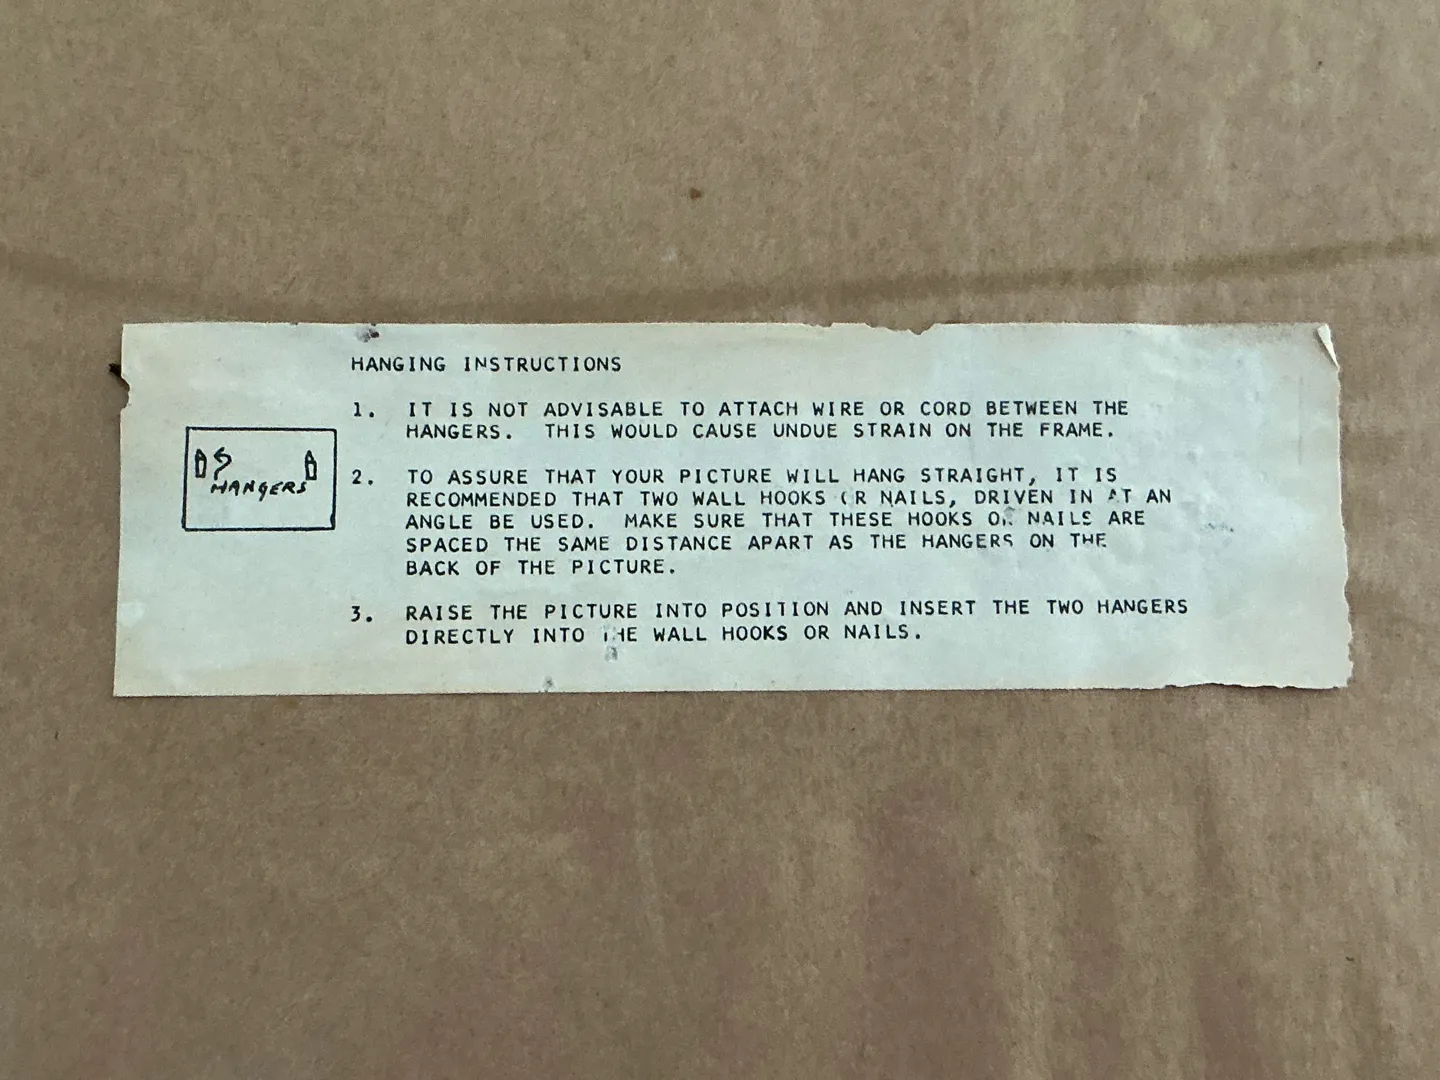 HANGING INSTRUCTIONS
1. IT IS NOT ADVISABLE TO ATTACH WIRE OR CORD BETWEEN THE
HANGERS. THIS WOULD CAUSE UNDUE STRAIN ON THE FRAME.
HANGERS
2. TO ASSURE THAT YOUR PICTURE WILL HANG STRAIGHT, IT IS
RECOMMENDED THAT TWO WALL HOOKS OR NAILS, DRIVEN IN AT AN
ANGLE BE USED. MAKE SURE THAT THESE HOOKS OR NAILS ARE
SPACED THE SAME DISTANCE APART AS THE HANGERS ON THE
BACK OF THE PICTURE.
3. RAISE THE PICTURE INTO POSITION AND INSERT THE TWO HANGERS
DIRECTLY INTO THE WALL HOOKS OR NAILS.